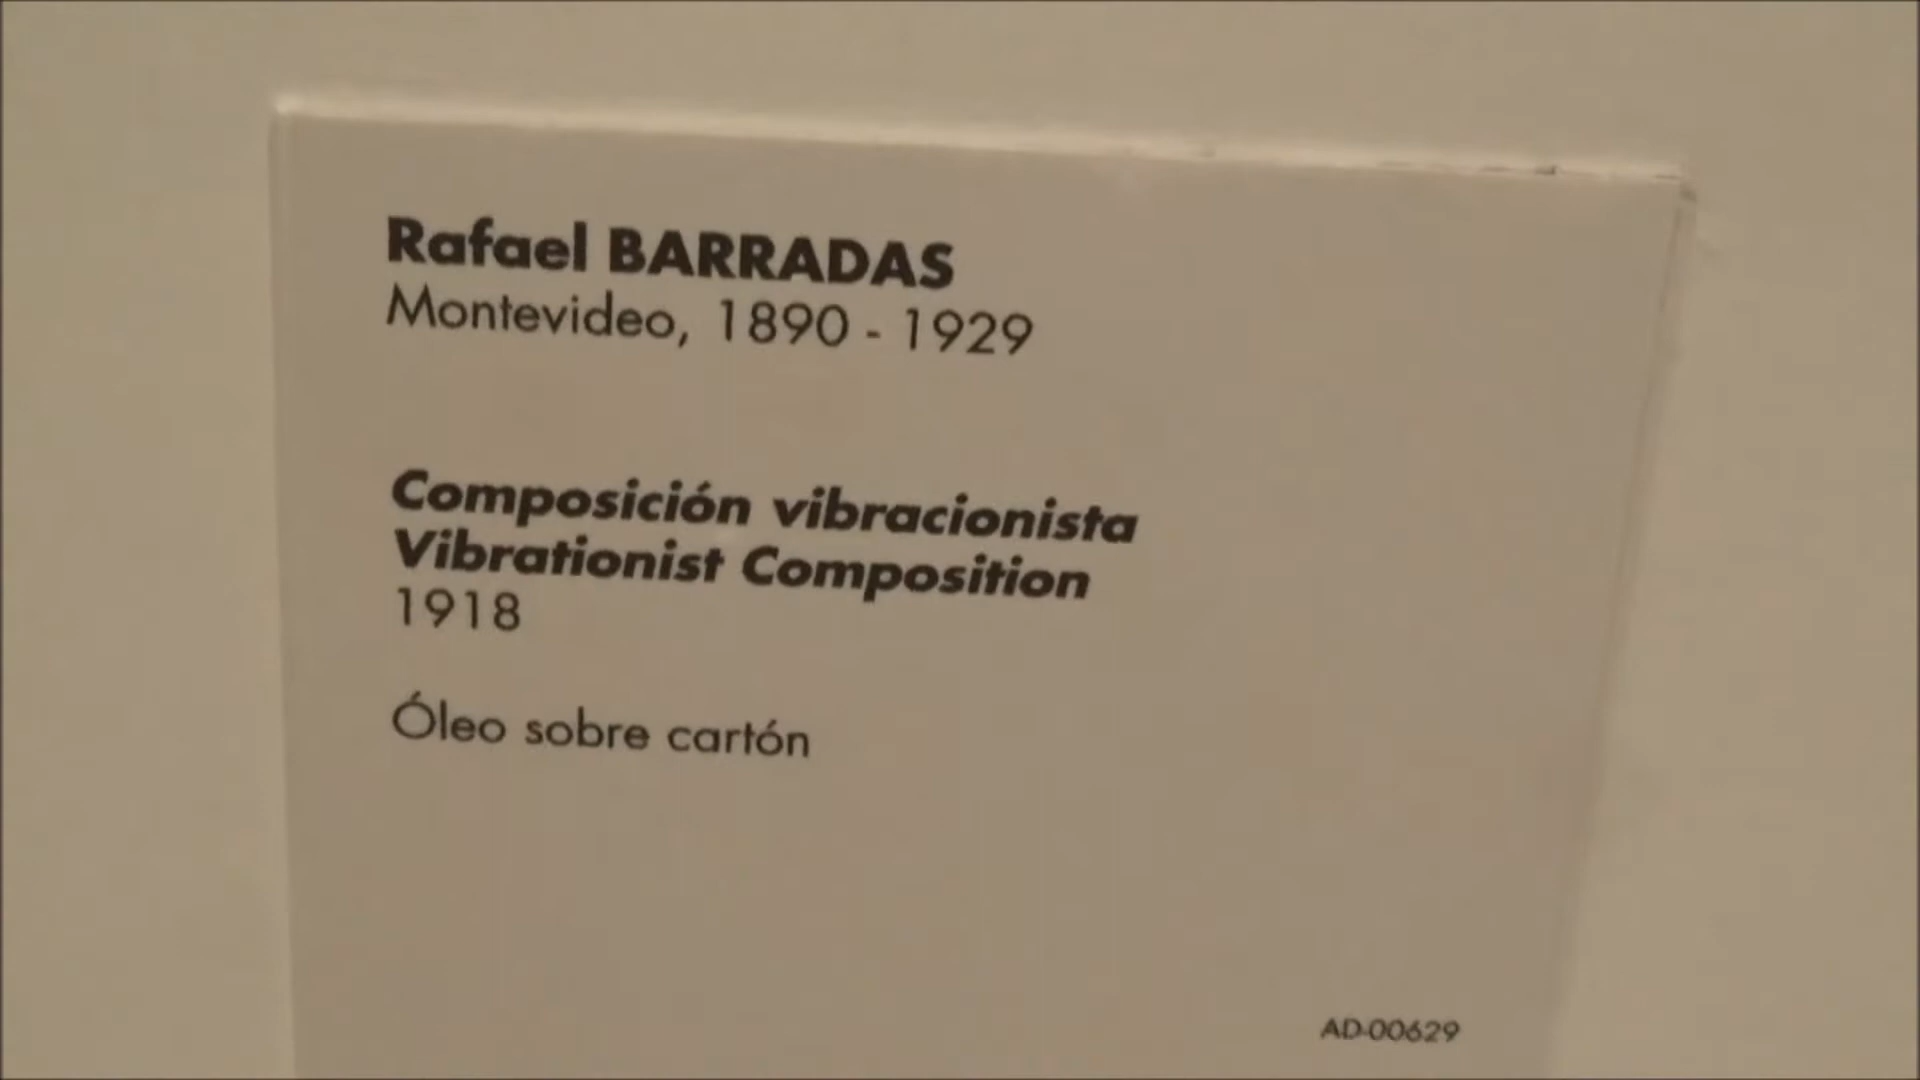 Rafael BARRADAS
Montevideo, 1890 - 1929
Composición vibracionista
Vibrationist Composition
1918
Óleo sobre cartón
AD-00629